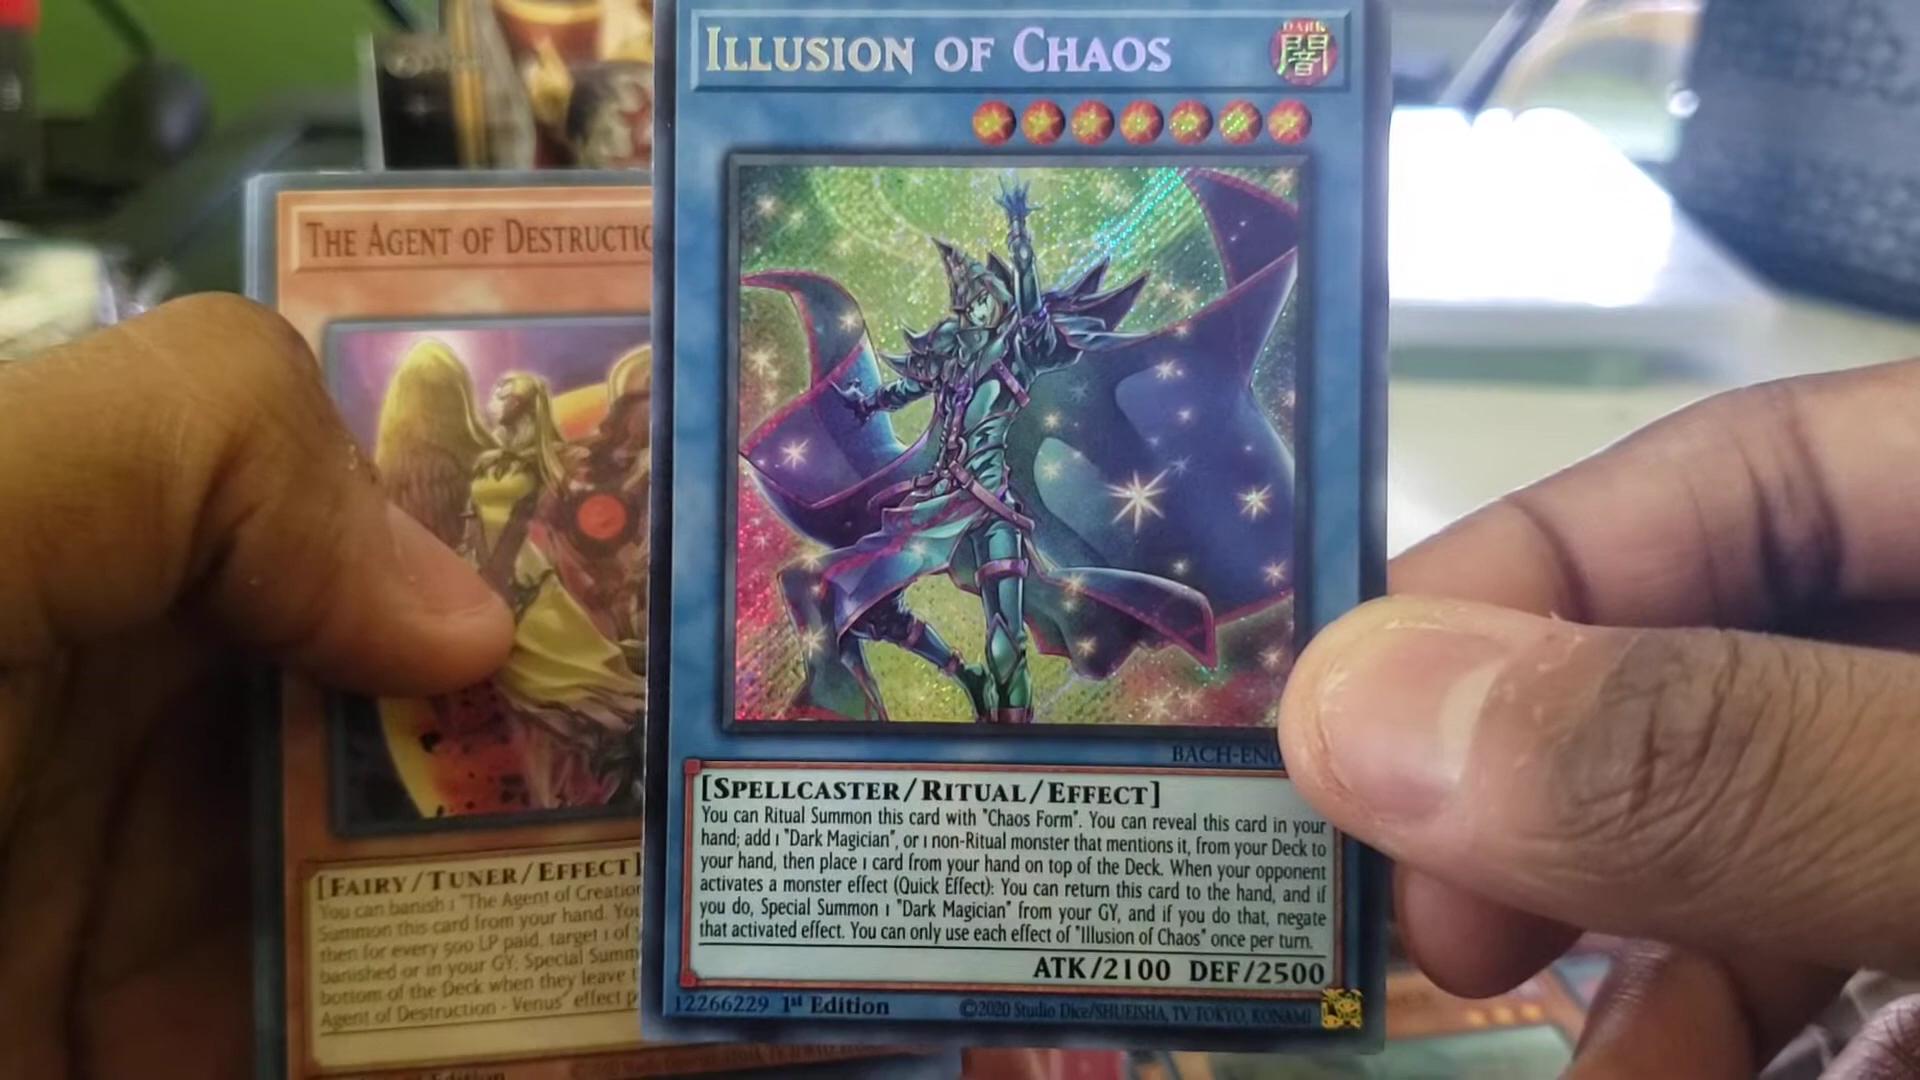 ILLUSION OF CHAOS
DARK
闇
BACH-EN0
[SPELLCASTER/RITUAL/EFFECT]
You can Ritual Summon this card with "Chaos Form". You can reveal this card in your
hand; add 1 "Dark Magician", or 1 non-Ritual monster that mentions it, from your Deck to
your hand, then place 1 card from your hand on top of the Deck. When your opponent
activates a monster effect (Quick Effect): You can return this card to the hand, and if
you do, Special Summon 1 "Dark Magician" from your GY, and if you do that, negate
that activated effect. You can only use each effect of "Illusion of Chaos" once per turn.
ATK/2100 DEF/2500
12266229 1st Edition
©2020 Studio Dice/SHUEISHA, TV TOKYO, KONAMI
THE AGENT OF DESTRUCTIO
[FAIRY/TUNER/EFFECT]
You can banish 1 "The Agent of Creation
Summon this card from your hand. You
then for every 500 LP paid, target 1 of
banished or in your GY; Special Summ
bottom of the Deck when they leave t
Agent of Destruction - Venus" effect p
Edition